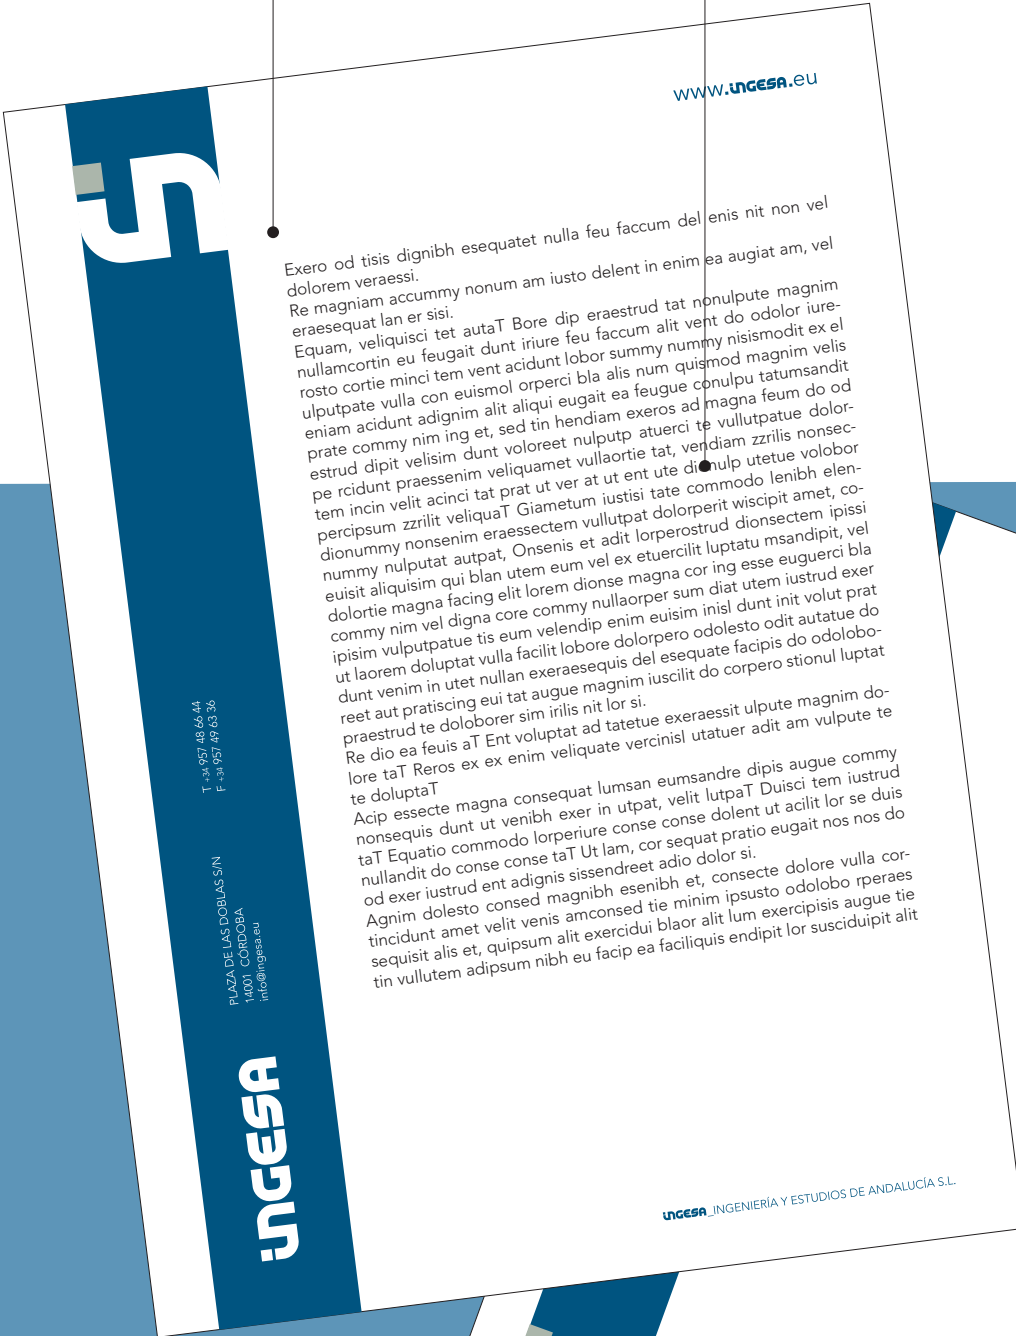 www.INGESA.eu
Exero od tisis dignibh esequatet nulla feu faccum del enis nit non vel
dolorem veraessi.
Re magniam accummy nonum am iusto delent in enim ea augiat am, vel
eraesequat lan er sisi.
Equam, veliquisci tet autaT Bore dip eraestrud tat nonulpute magnim
nullamcortin eu feugait dunt iriure feu faccum alit vent do odolor iure-
rosto cortie minci tem vent acidunt lobor summy nummy nisismodit ex el
ulputpate vulla con euismol orperci bla alis num quismod magnim velis
eniam acidunt adignim alit aliqui eugait ea feugue conulpu tatumsandit
prate commy nim ing et, sed tin hendiam exeros ad magna feum do od
estrud dipit velisim dunt voloreet nulputp atuerci te vullutpatue dolor-
pe rcidunt praessenim veliquamet vullaortie tat, vendiam zzrilis nonsec-
tem incin velit acinci tat prat ut ver at ut ent ute dionulp utetue volobor
percipsum zzrilit veliquaT Giametum iustisi tate commodo lenibh elen-
dionummy nonsenim eraessectem vullutpat dolorperit wiscipit amet, co-
nummy nulputat autpat, Onsenis et adit lorperostrud dionsectem ipissi
euisit aliquisim qui blan utem eum vel ex etuercilit luptatu msandipit, vel
dolortie magna facing elit lorem dionse magna cor ing esse euguerci bla
commy nim vel digna core commy nullaorper sum diat utem iustrud exer
ipisim vulputpatue tis eum velendip enim euisim inisl dunt init volut prat
ut laorem doluptat vulla facilit lobore dolorpero odolesto odit autatue do
dunt venim in utet nullan exeraesequis del esequate facipis do odolobo-
reet aut pratiscing eui tat augue magnim iuscilit do corpero stionul luptat
praestrud te doloborer sim irilis nit lor si.
Re dio ea feuis aT Ent voluptat ad tatetue exeraessit ulpute magnim do-
lore taT Reros ex ex enim veliquate vercinisl utatuer adit am vulpute te
te doluptaT
Acip essecte magna consequat lumsan eumsandre dipis augue commy
nonsequis dunt ut venibh exer in utpat, velit lutpaT Duisci tem iustrud
taT Equatio commodo lorperiure conse conse dolent ut acilit lor se duis
nullandit do conse conse taT Ut lam, cor sequat pratio eugait nos nos do
od exer iustrud ent adignis sissendreet adio dolor si.
Agnim dolesto consed magnibh esenibh et, consecte dolore vulla cor-
tincidunt amet velit venis amconsed tie minim ipsusto odolobo rperaes
sequisit alis et, quipsum alit exercidui blaor alit lum exercipisis augue tie
tin vullutem adipsum nibh eu facip ea faciliquis endipit lor susciduipit alit
T +34 957 48 66 44
F +34 957 49 63 36
PLAZA DE LAS DOBLAS S/N
14001 CÓRDOBA
info@ingesa.eu
INGESA
INGESA_INGENIERÍA Y ESTUDIOS DE ANDALUCÍA S.L.